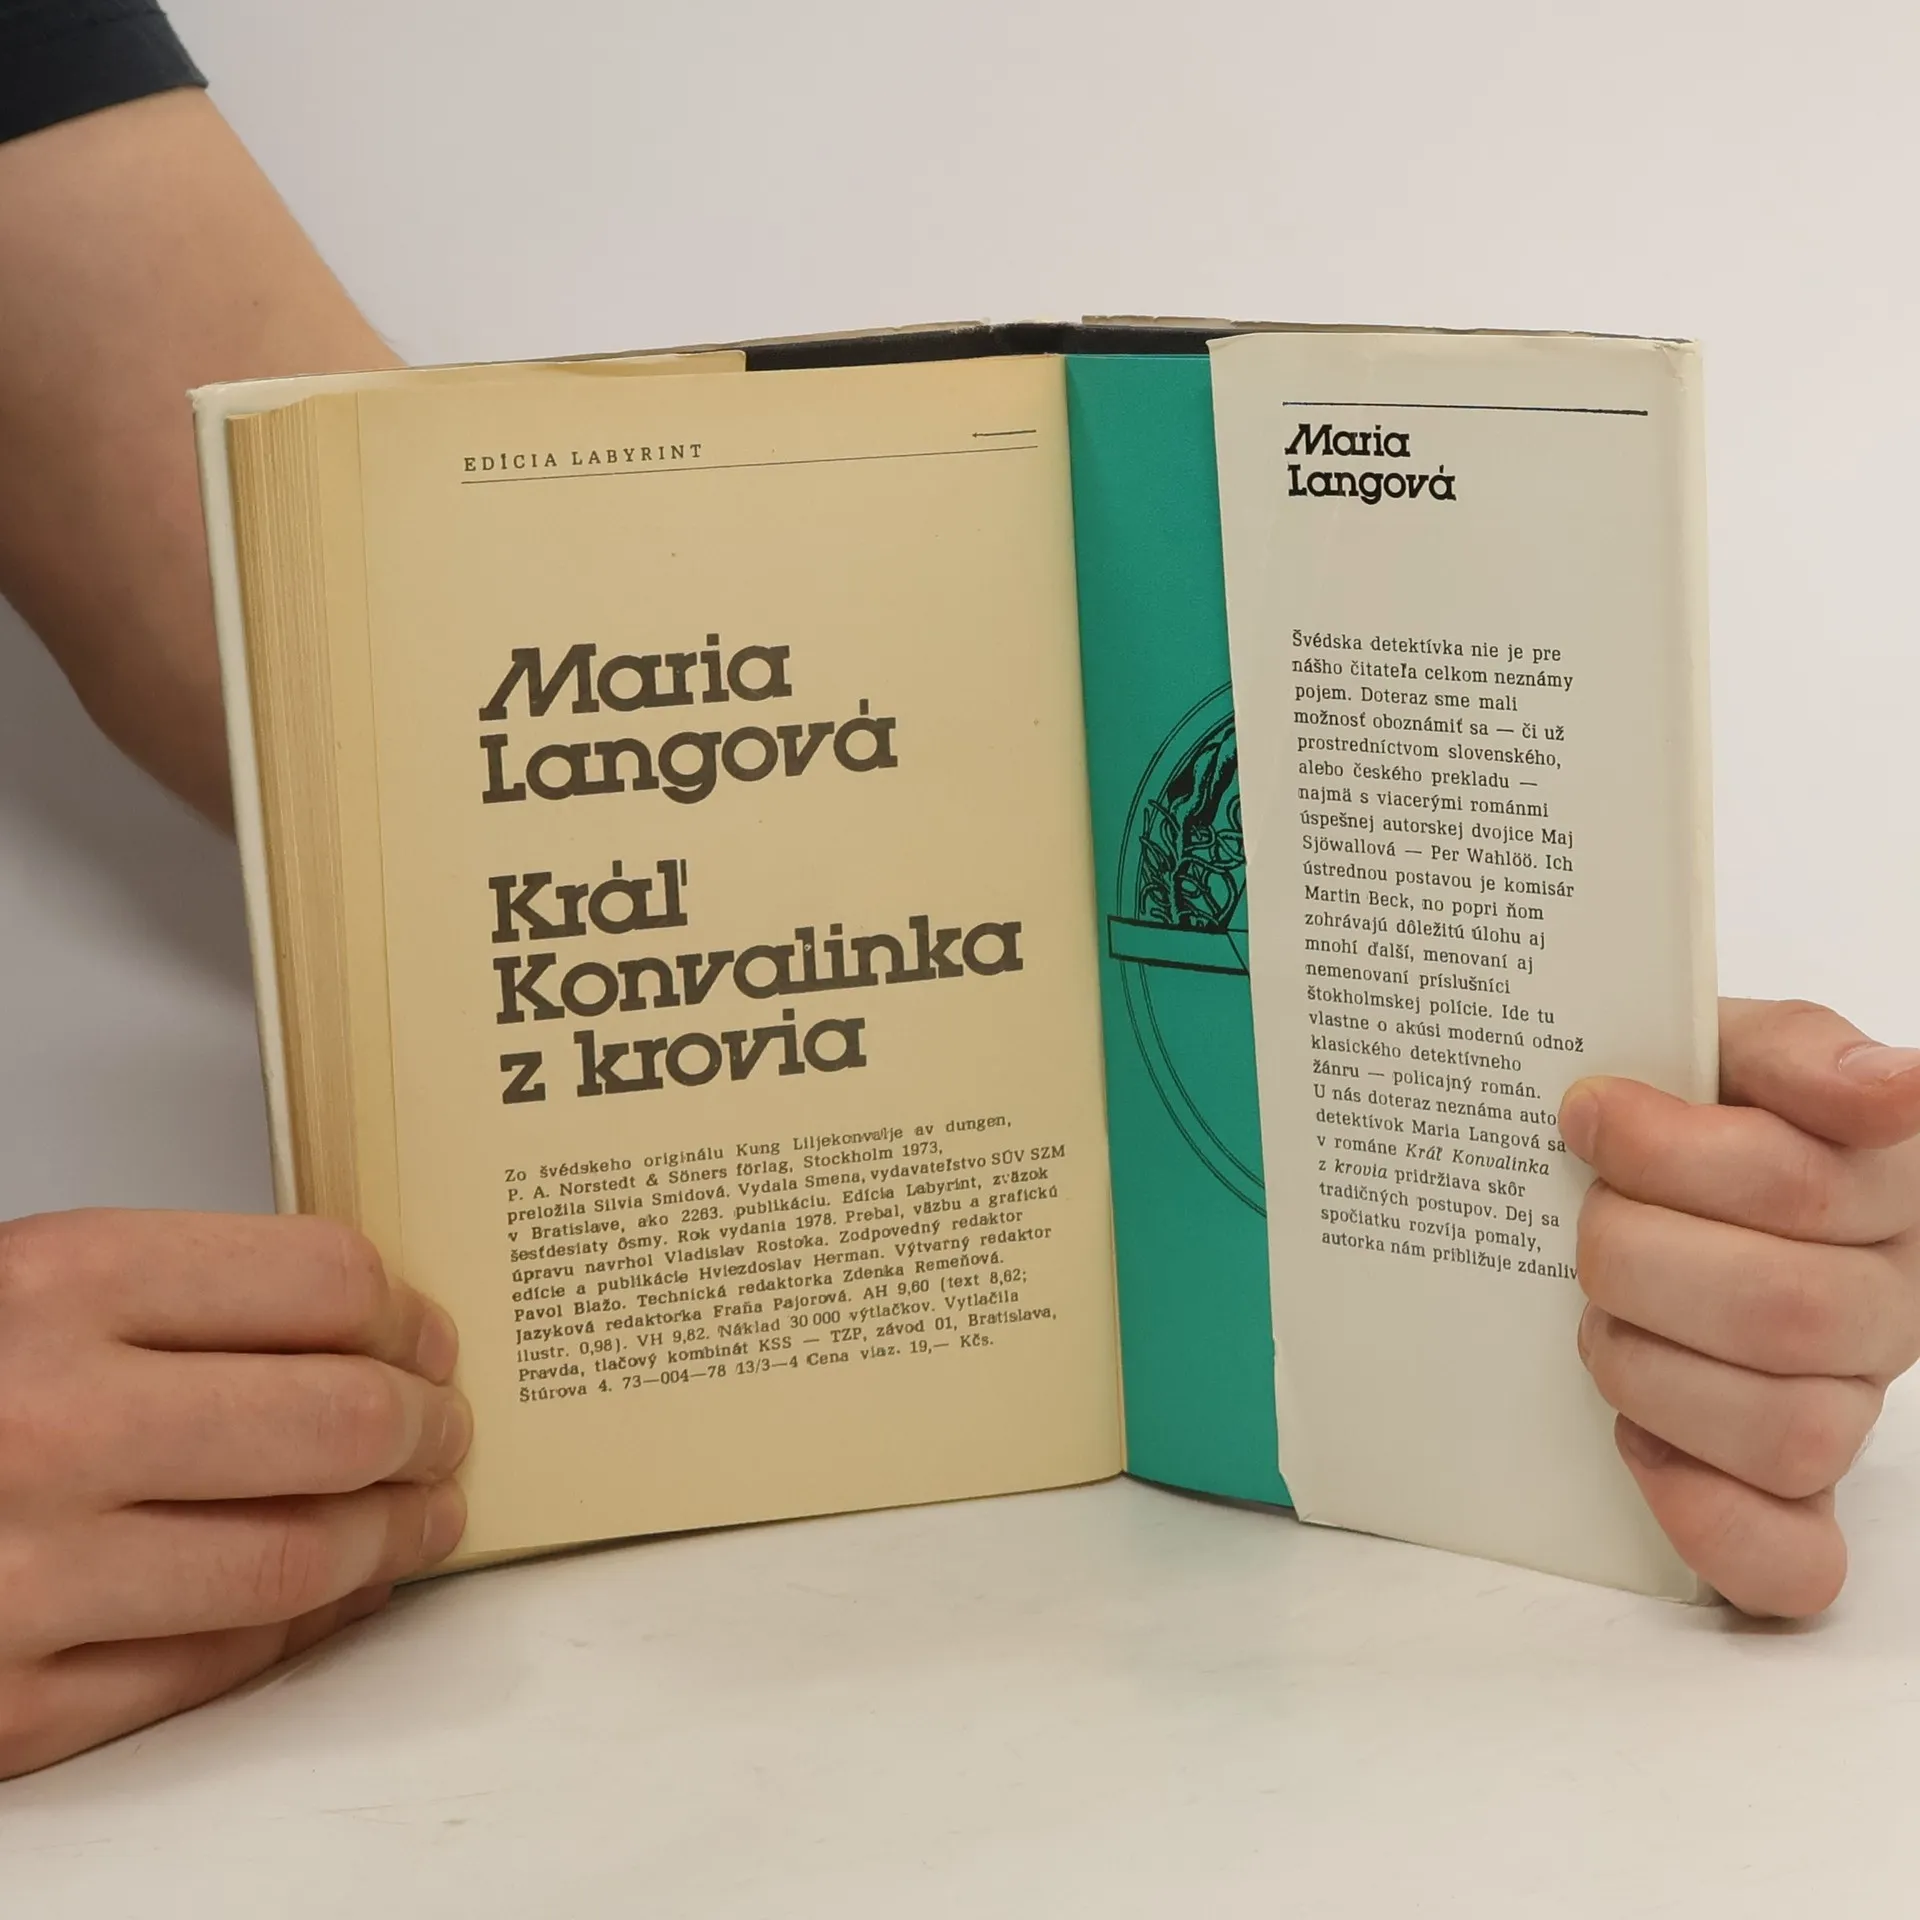 EDÍCIA LABYRINT
Maria
Langová
Kráľ
Konvalinka
z krovia
Zo švédskeho originálu Kung Liljekonvalje av dungen,
P. A. Norstedt & Söners förlag, Stockholm 1973,
preložila Silvia Smidová. Vydala Smena, vydavateľstvo SÚV SZM
v Bratislave, ako 2263. publikáciu. Edícia Labyrint, zväzok
šesťdesiaty ôsmy. Rok vydania 1978. Prebal, väzbu a grafickú
úpravu navrhol Vladislav Rostoka. Zodpovedný redaktor
edície a publikácie Hviezdoslav Herman. Výtvarný redaktor
Pavol Blažo. Technická redaktorka Zdenka Remeňová.
Jazyková redaktorka Fraňa Pajorová. AH 9,60 (text 8,62;
ilustr. 0,98). VH 9,82. Náklad 30 000 výtlačkov. Vytlačila
Pravda, tlačový kombinát KSS — TZP, závod 01, Bratislava,
Štúrova 4. 73—004—78 13/3—4 Cena viaz. 19,— Kčs.
Maria
Langová
Švédska detektívka nie je pre
nášho čitateľa celkom neznámy
pojem. Doteraz sme mali
možnosť oboznámiť sa — či už
prostredníctvom slovenského,
alebo českého prekladu —
najmä s viacerými románmi
úspešnej autorskej dvojice Maj
Sjöwallová — Per Wahlöö. Ich
ústrednou postavou je komisár
Martin Beck, no popri ňom
zohrávajú dôležitú úlohu aj
mnohí ďalší, menovaní aj
nemenovaní príslušníci
štokholmskej polície. Ide tu
vlastne o akúsi modernú odnož
klasického detektívneho
žánru — policajný román.
U nás doteraz neznáma auto
detektívok Maria Langová sa
v románe Kráľ Konvalinka
z krovia pridržiava skôr
tradičných postupov. Dej sa
spočiatku rozvíja pomaly,
autorka nám približuje zdanliv